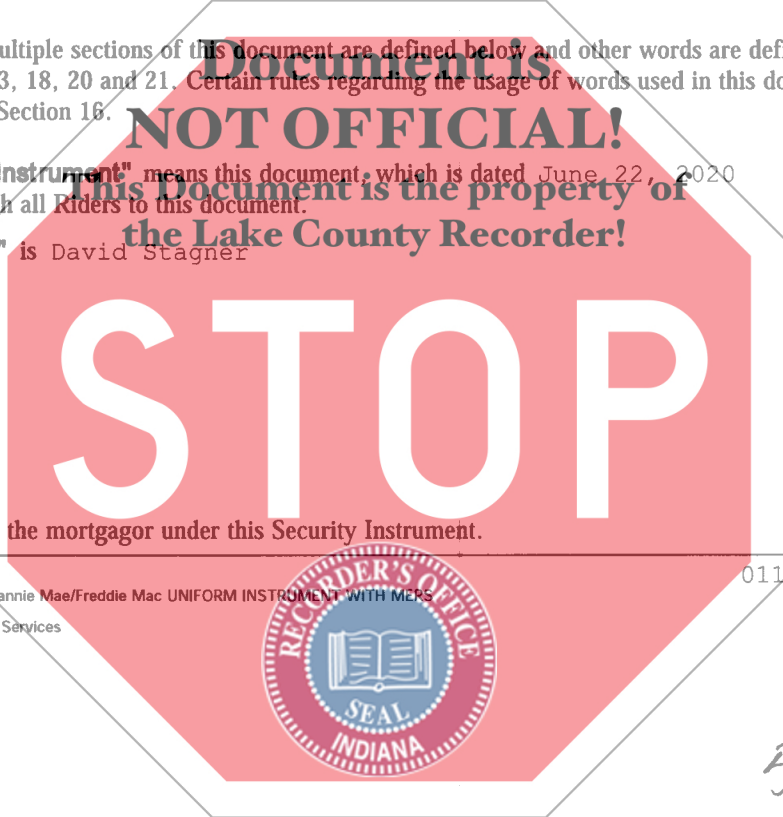 ultiple sections of this document are defined below and other words are defi
3, 18, 20 and 21. Certain rules regarding the usage of words used in this do
Section 16.
Document is
NOT OFFICIAL!
This Document is the property of
the Lake County Recorder!
nstrument" means this document, which is dated June 22, 2020
h all Riders to this document.
" is David Stagner
STOP
the mortgagor under this Security Instrument.
011
annie Mae/Freddie Mac UNIFORM INSTRUMENT WITH MERS
Services
RECORDER'S OFFICE
SEAL
INDIANA